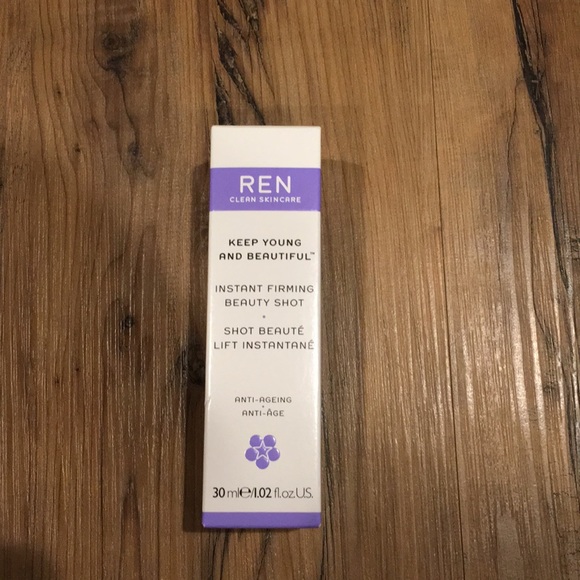 REN
CLEAN SKINCARE
KEEP YOUNG
AND BEAUTIFUL™
INSTANT FIRMING
BEAUTY SHOT
•
SHOT BEAUTÉ
LIFT INSTANTANÉ
ANTI-AGEING
•
ANTI-ÂGE
30 ml ℮/1.02 fl.oz.US.